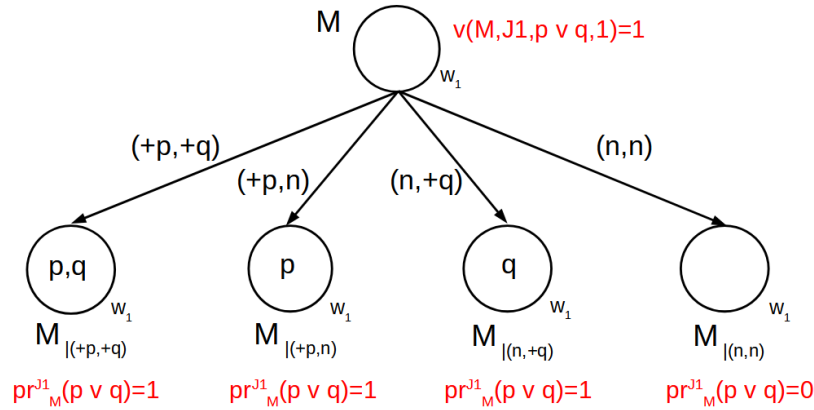 M
v(M,J1,p v q,1)=1
w1
(+p,+q)
(+p,n)
(n,+q)
(n,n)
p,q
p
q
w1
w1
w1
w1
M|(+p,+q)
M|(+p,n)
M|(n,+q)
M|(n,n)
prJ1M(p v q)=1
prJ1M(p v q)=1
prJ1M(p v q)=1
prJ1M(p v q)=0